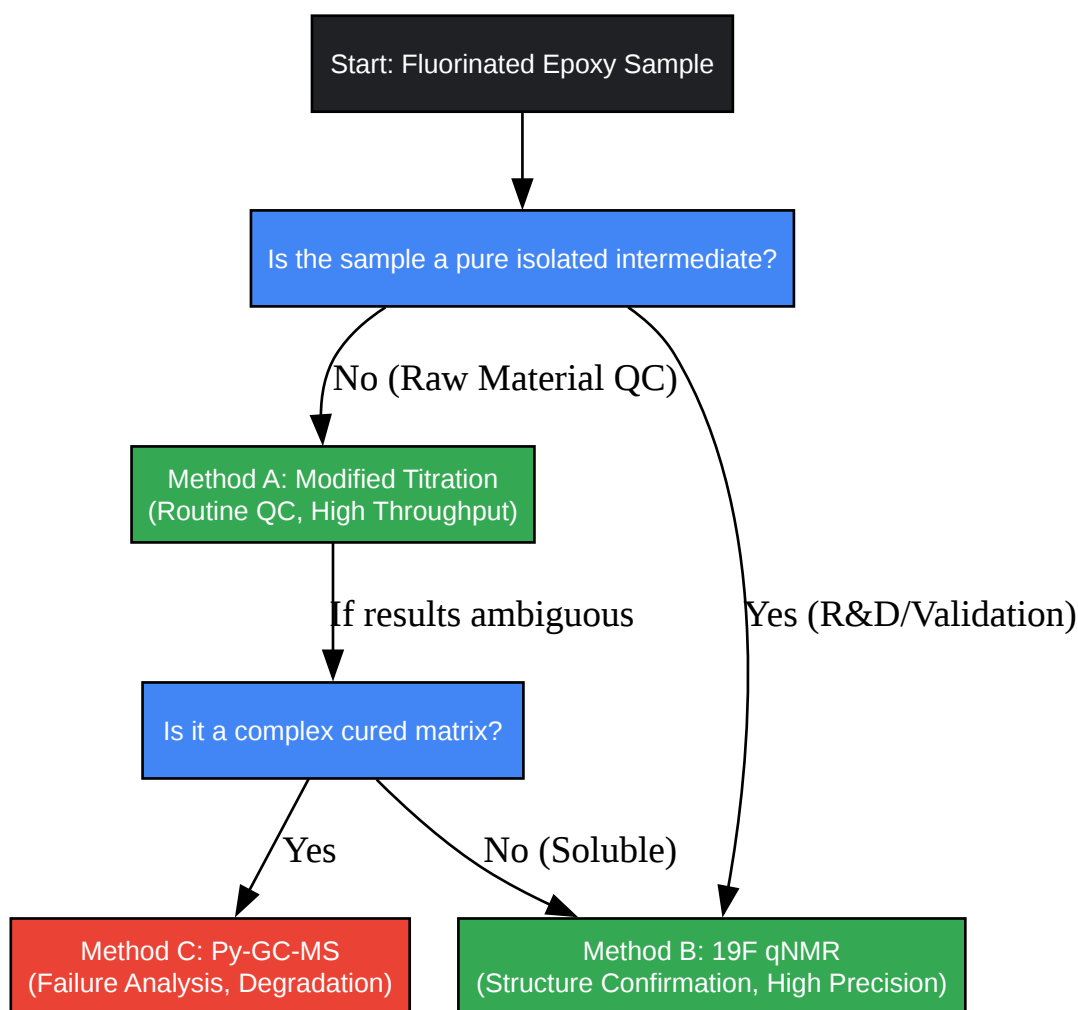 Start: Fluorinated Epoxy Sample
Is the sample a pure isolated intermediate?
No (Raw Material QC)
Method A: Modified Titration
(Routine QC, High Throughput)
If results ambiguous
Yes (R&D/Validation)
Is it a complex cured matrix?
Yes
No (Soluble)
Method C: Py-GC-MS
(Failure Analysis, Degradation)
Method B: 19F qNMR
(Structure Confirmation, High Precision)